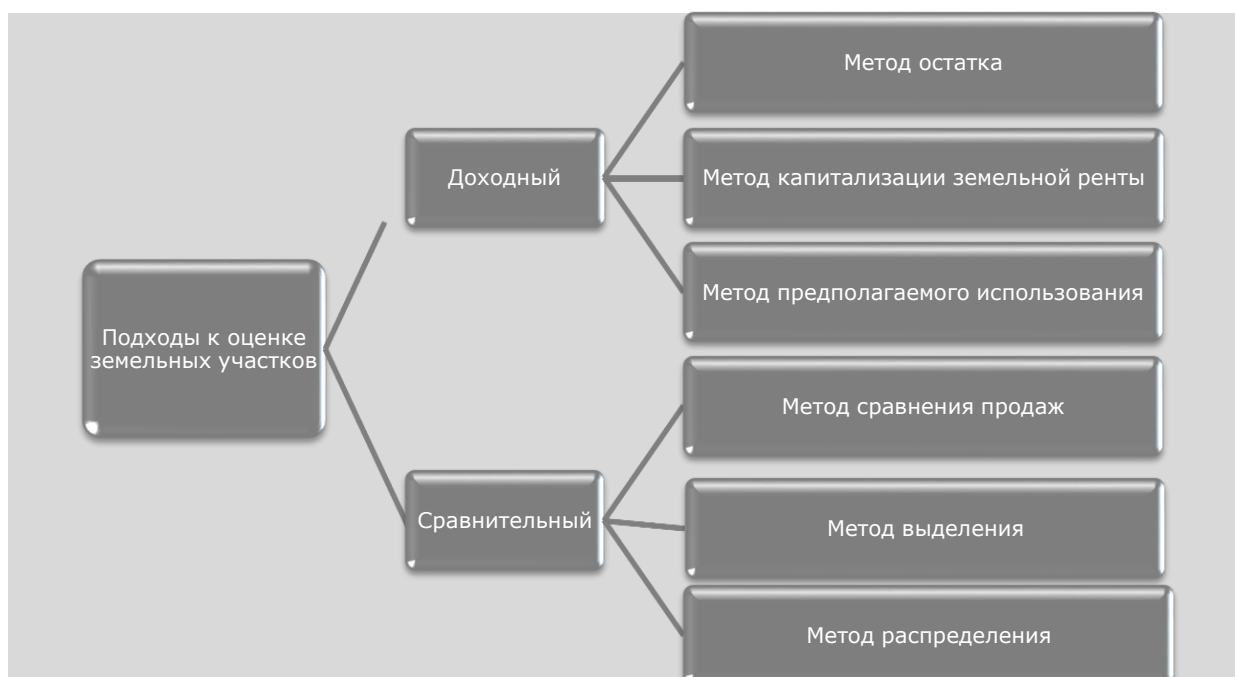 Подходы к оценке
земельных участков
Доходный
Метод остатка
Метод капитализации земельной ренты
Метод предполагаемого использования
Сравнительный
Метод сравнения продаж
Метод выделения
Метод распределения